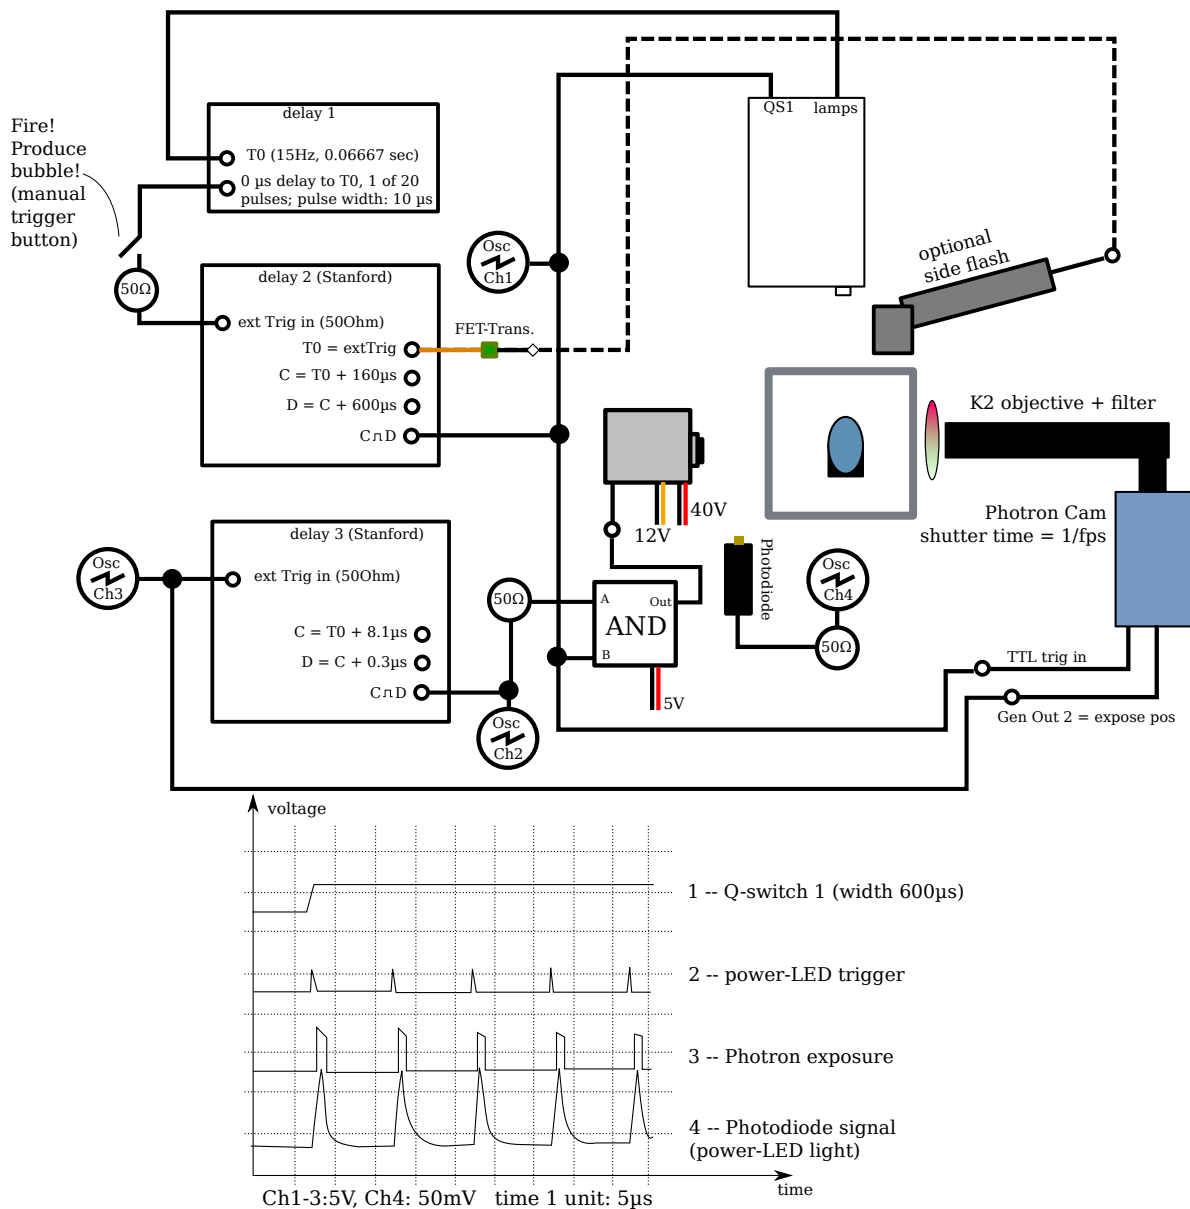 QS1 lamps
delay 1
Fire!
Produce
bubble!
(manual
trigger
button)
T0 (15Hz, 0.06667 sec)
0 µs delay to T0, 1 of 20
pulses; pulse width: 10 µs
50Ω
delay 2 (Stanford)
ext Trig in (50Ohm)
T0 = extTrig
C = T0 + 160µs
D = C + 600µs
C⊓D
Osc
Ch1
FET-Trans.
optional
side flash
K2 objective + filter
Photron Cam
shutter time = 1/fps
40V
12V
delay 3 (Stanford)
Osc
Ch3
ext Trig in (50Ohm)
C = T0 + 8.1µs
D = C + 0.3µs
C⊓D
50Ω
A
Out
AND
B
5V
Osc
Ch2
Photodiode
Osc
Ch4
50Ω
TTL trig in
Gen Out 2 = expose pos
voltage
1 -- Q-switch 1 (width 600µs)
2 -- power-LED trigger
3 -- Photron exposure
4 -- Photodiode signal
(power-LED light)
time
Ch1-3:5V, Ch4: 50mV time 1 unit: 5µs